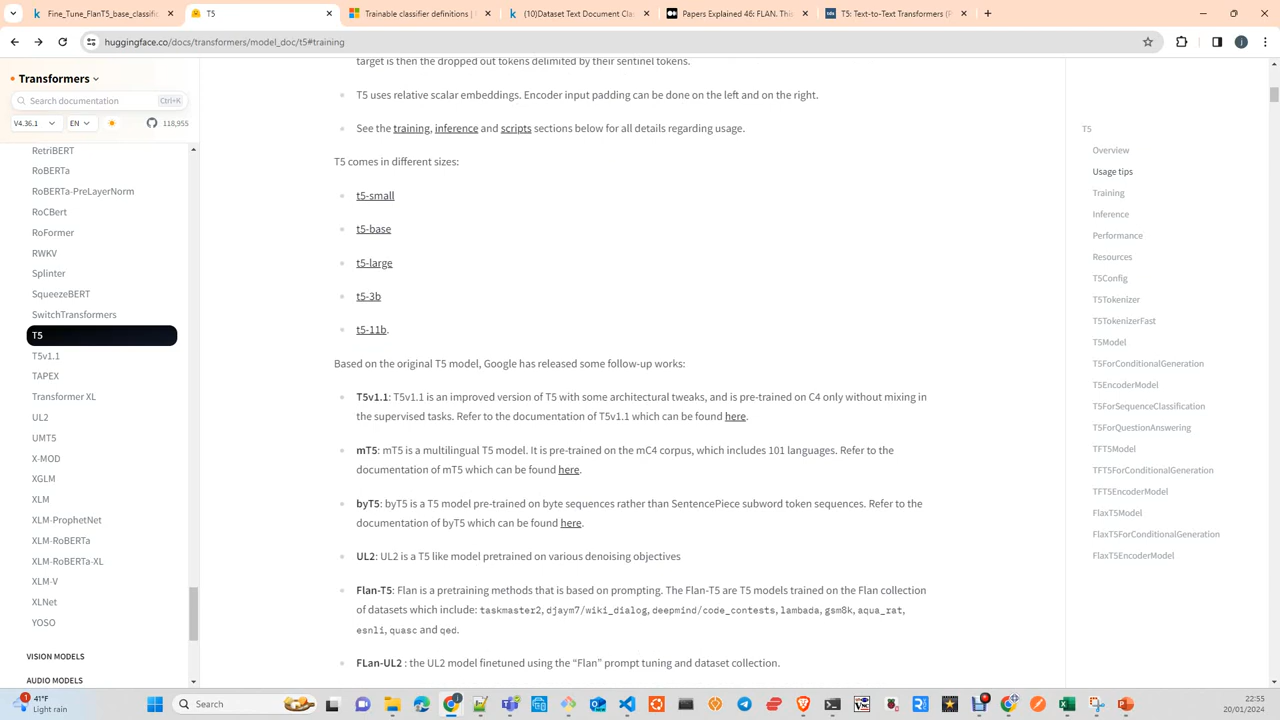 Fine_Tune_FlanT5_base_classific
T5
Trainable classifier definitions |
(10)Dataset Text Document Clas
Papers Explained 46: FLAN. This
T5: Text-to-Text Transformers (P
huggingface.co/docs/transformers/model_doc/t5#training
Transformers
Search documentation
Ctrl+K
V4.36.1
EN
118,955
RetriBERT
RoBERTa
RoBERTa-PreLayerNorm
RoCBert
RoFormer
RWKV
Splinter
SqueezeBERT
SwitchTransformers
T5
T5v1.1
TAPEX
Transformer XL
UL2
UMT5
X-MOD
XGLM
XLM
XLM-ProphetNet
XLM-RoBERTa
XLM-RoBERTa-XL
XLM-V
XLNet
YOSO
VISION MODELS
AUDIO MODELS
target is then the dropped out tokens delimited by their sentinel tokens.
T5 uses relative scalar embeddings. Encoder input padding can be done on the left and on the right.
See the training, inference and scripts sections below for all details regarding usage.
T5 comes in different sizes:
t5-small
t5-base
t5-large
t5-3b
t5-11b.
Based on the original T5 model, Google has released some follow-up works:
T5v1.1: T5v1.1 is an improved version of T5 with some architectural tweaks, and is pre-trained on C4 only without mixing in
the supervised tasks. Refer to the documentation of T5v1.1 which can be found here.
mT5: mT5 is a multilingual T5 model. It is pre-trained on the mC4 corpus, which includes 101 languages. Refer to the
documentation of mT5 which can be found here.
byT5: byT5 is a T5 model pre-trained on byte sequences rather than SentencePiece subword token sequences. Refer to the
documentation of byT5 which can be found here.
UL2: UL2 is a T5 like model pretrained on various denoising objectives
Flan-T5: Flan is a pretraining methods that is based on prompting. The Flan-T5 are T5 models trained on the Flan collection
of datasets which include: taskmaster2, djaym7/wiki_dialog, deepmind/code_contests, lambada, gsm8k, aqua_rat,
esnli, quasc and qed.
FLan-UL2 : the UL2 model finetuned using the “Flan” prompt tuning and dataset collection.
T5
Overview
Usage tips
Training
Inference
Performance
Resources
T5Config
T5Tokenizer
T5TokenizerFast
T5Model
T5ForConditionalGeneration
T5EncoderModel
T5ForSequenceClassification
T5ForQuestionAnswering
TFT5Model
TFT5ForConditionalGeneration
TFT5EncoderModel
FlaxT5Model
FlaxT5ForConditionalGeneration
FlaxT5EncoderModel
1
41°F
Light rain
Search
22:55
20/01/2024